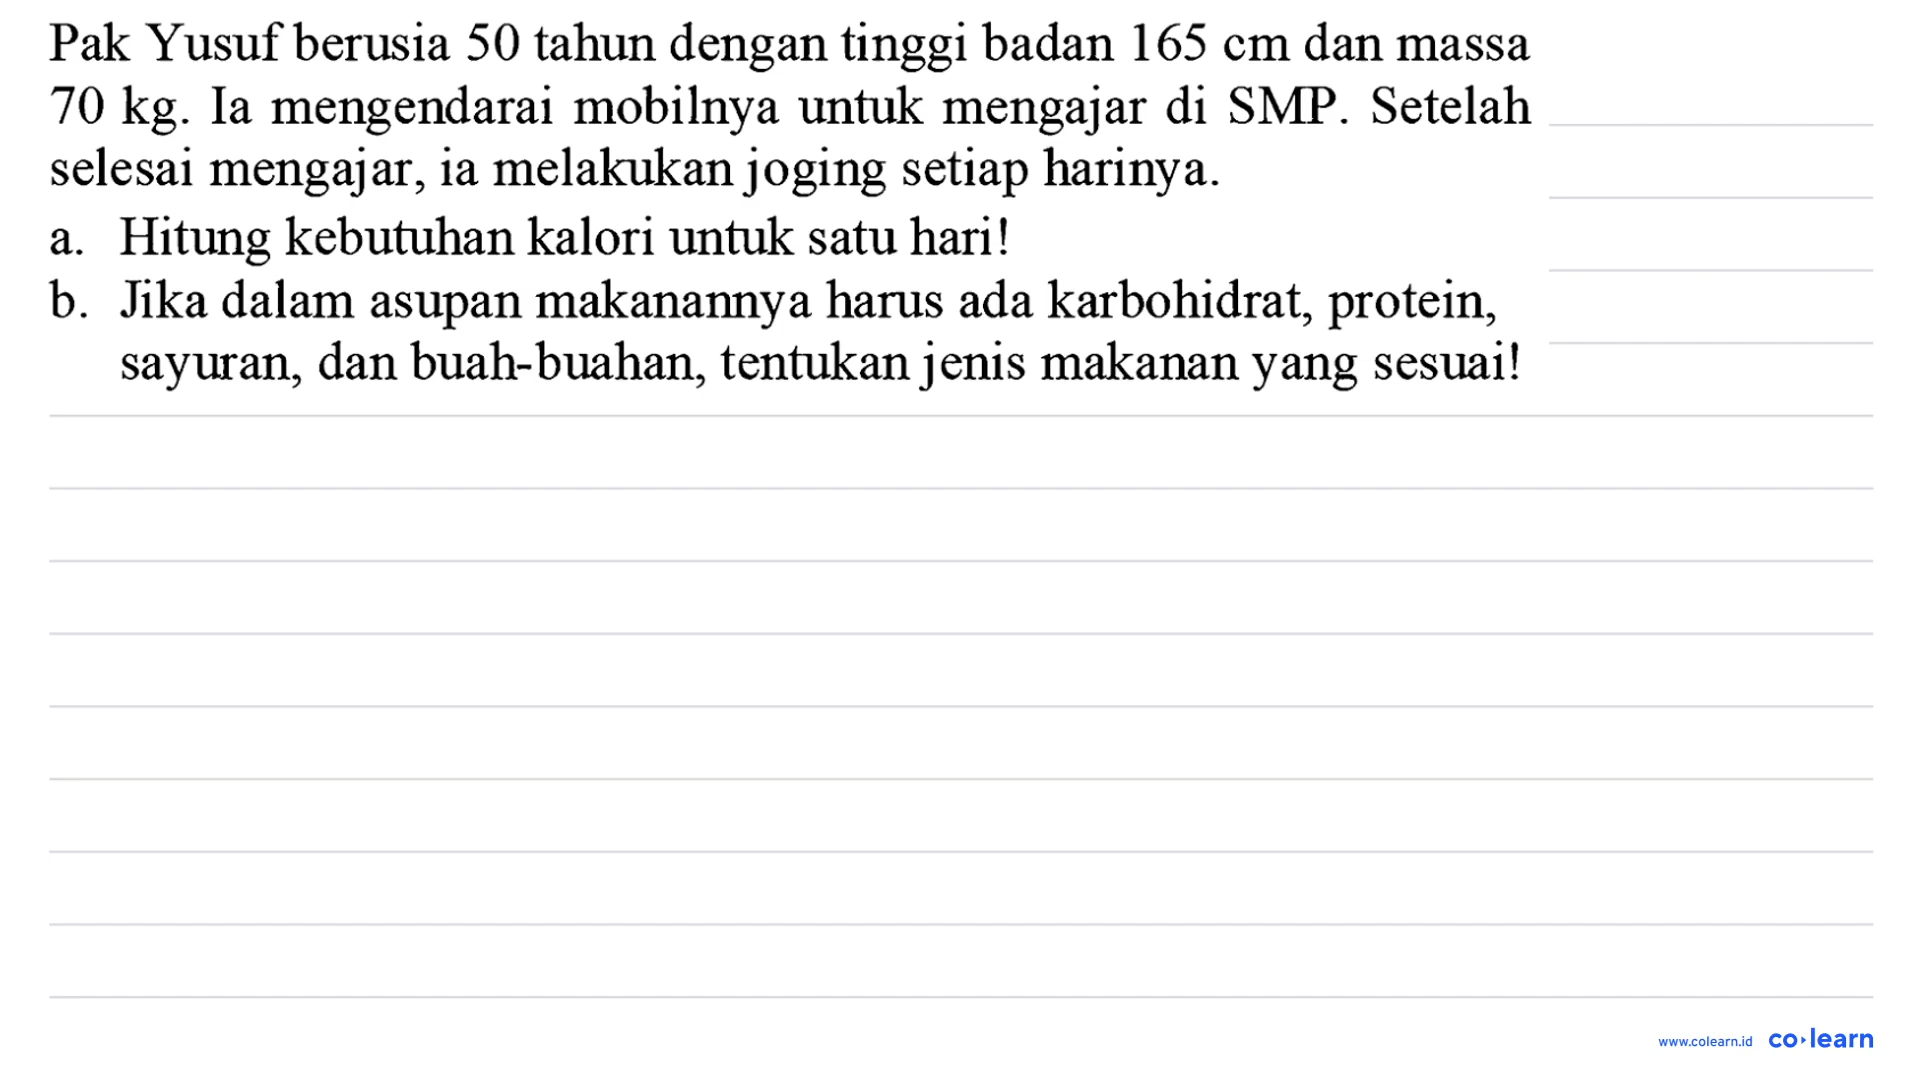 Pak Yusuf berusia 50 tahun dengan tinggi badan 165 cm dan massa
70 kg. Ia mengendarai mobilnya untuk mengajar di SMP. Setelah
selesai mengajar, ia melakukan joging setiap harinya.
a. Hitung kebutuhan kalori untuk satu hari!
b. Jika dalam asupan makanannya harus ada karbohidrat, protein,
sayuran, dan buah-buahan, tentukan jenis makanan yang sesuai!
www.colearn.id co·learn